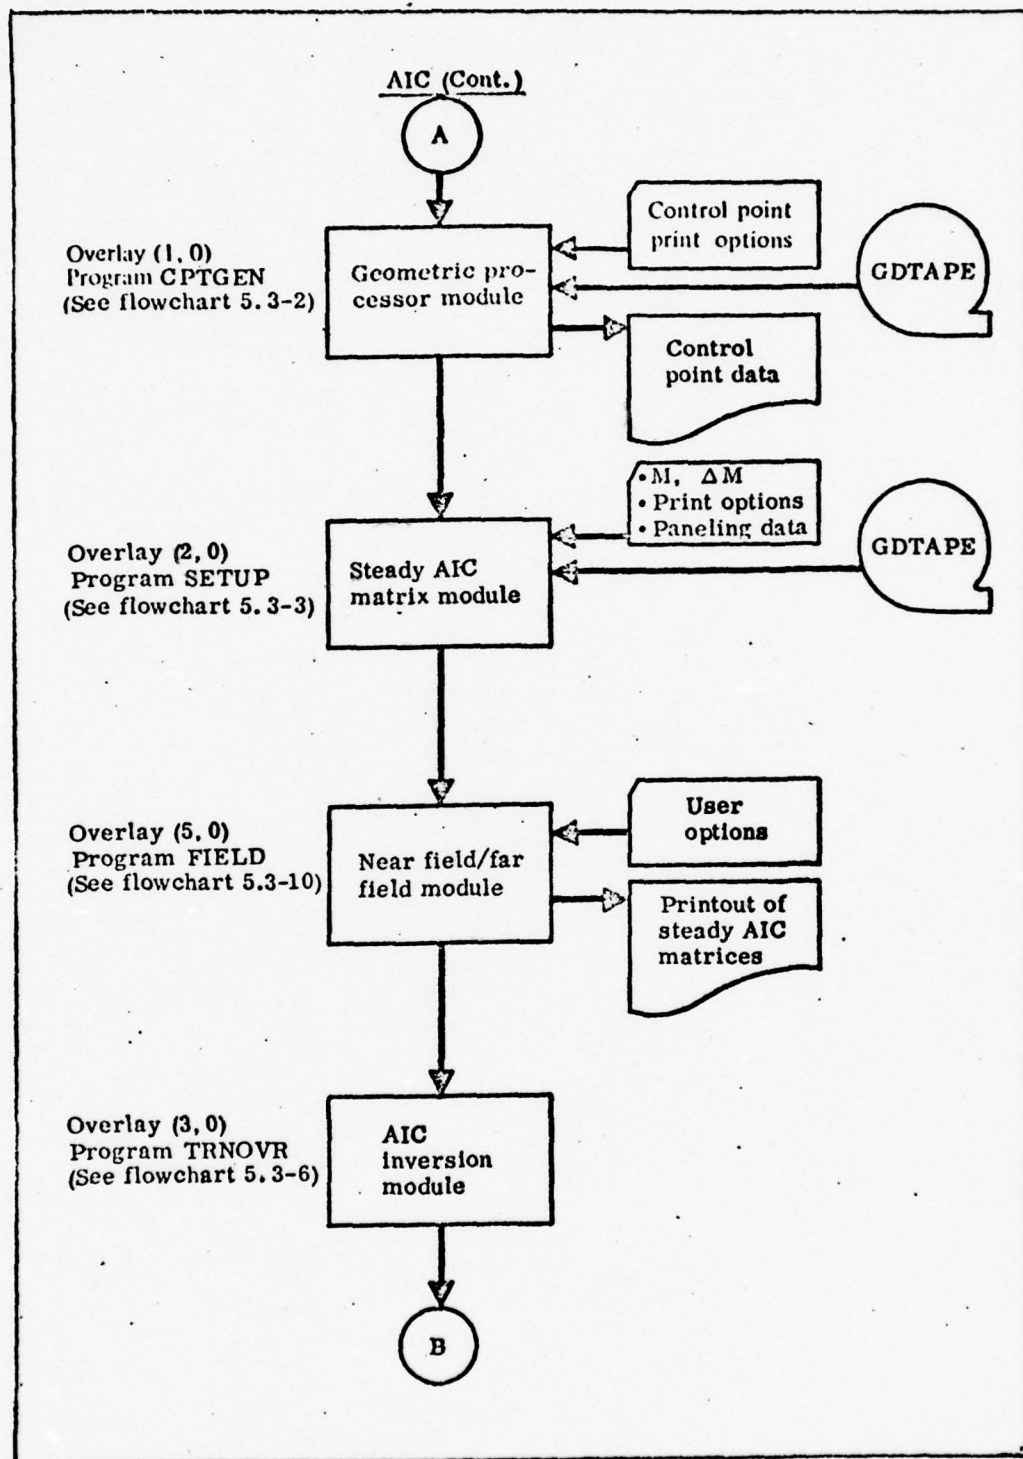 AIC (Cont.)
A
Control point
print options
GDTAPE
Overlay (1, 0)
Program CPTGEN
(See flowchart 5.3-2)
Geometric pro-
cessor module
Control
point data
• M, ΔM
• Print options
• Paneling data
GDTAPE
Overlay (2, 0)
Program SETUP
(See flowchart 5.3-3)
Steady AIC
matrix module
User
options
Overlay (5, 0)
Program FIELD
(See flowchart 5.3-10)
Near field/far
field module
Printout of
steady AIC
matrices
Overlay (3, 0)
Program TRNOVR
(See flowchart 5.3-6)
AIC
inversion
module
B